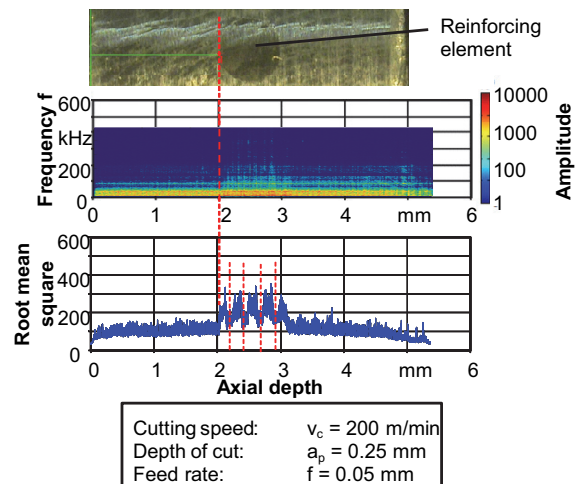 Reinforcing
element
600
kHz
200
0
Frequency f
0 1 2 3 4 mm 6
10000
1000
100
1
Amplitude
600
400
200
0
Root mean
square
0 1 2 3 4 mm 6
Axial depth
Cutting speed: v_c = 200 m/min
Depth of cut: a_p = 0.25 mm
Feed rate: f = 0.05 mm